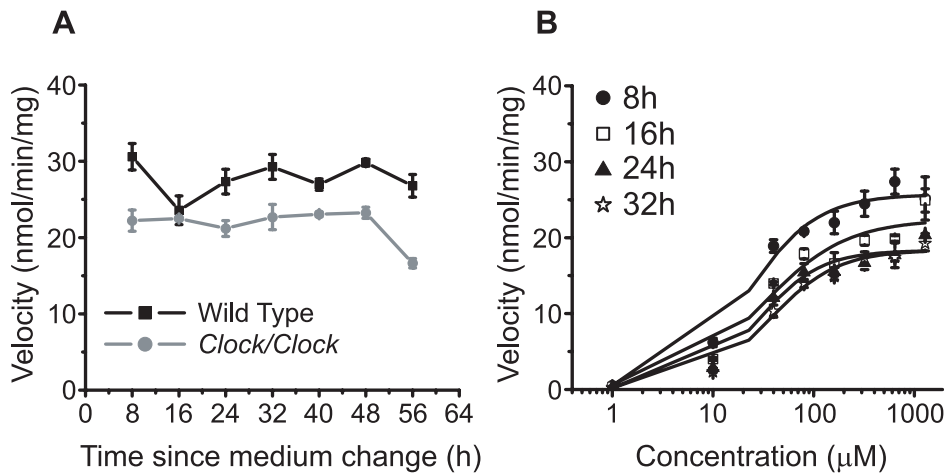 A
Velocity (nmol/min/mg)
40
30
20
10
0
Wild Type
Clock/Clock
0 8 16 24 32 40 48 56 64
Time since medium change (h)
B
Velocity (nmol/min/mg)
40
30
20
10
0
8h
16h
24h
32h
1 10 100 1000
Concentration (μM)